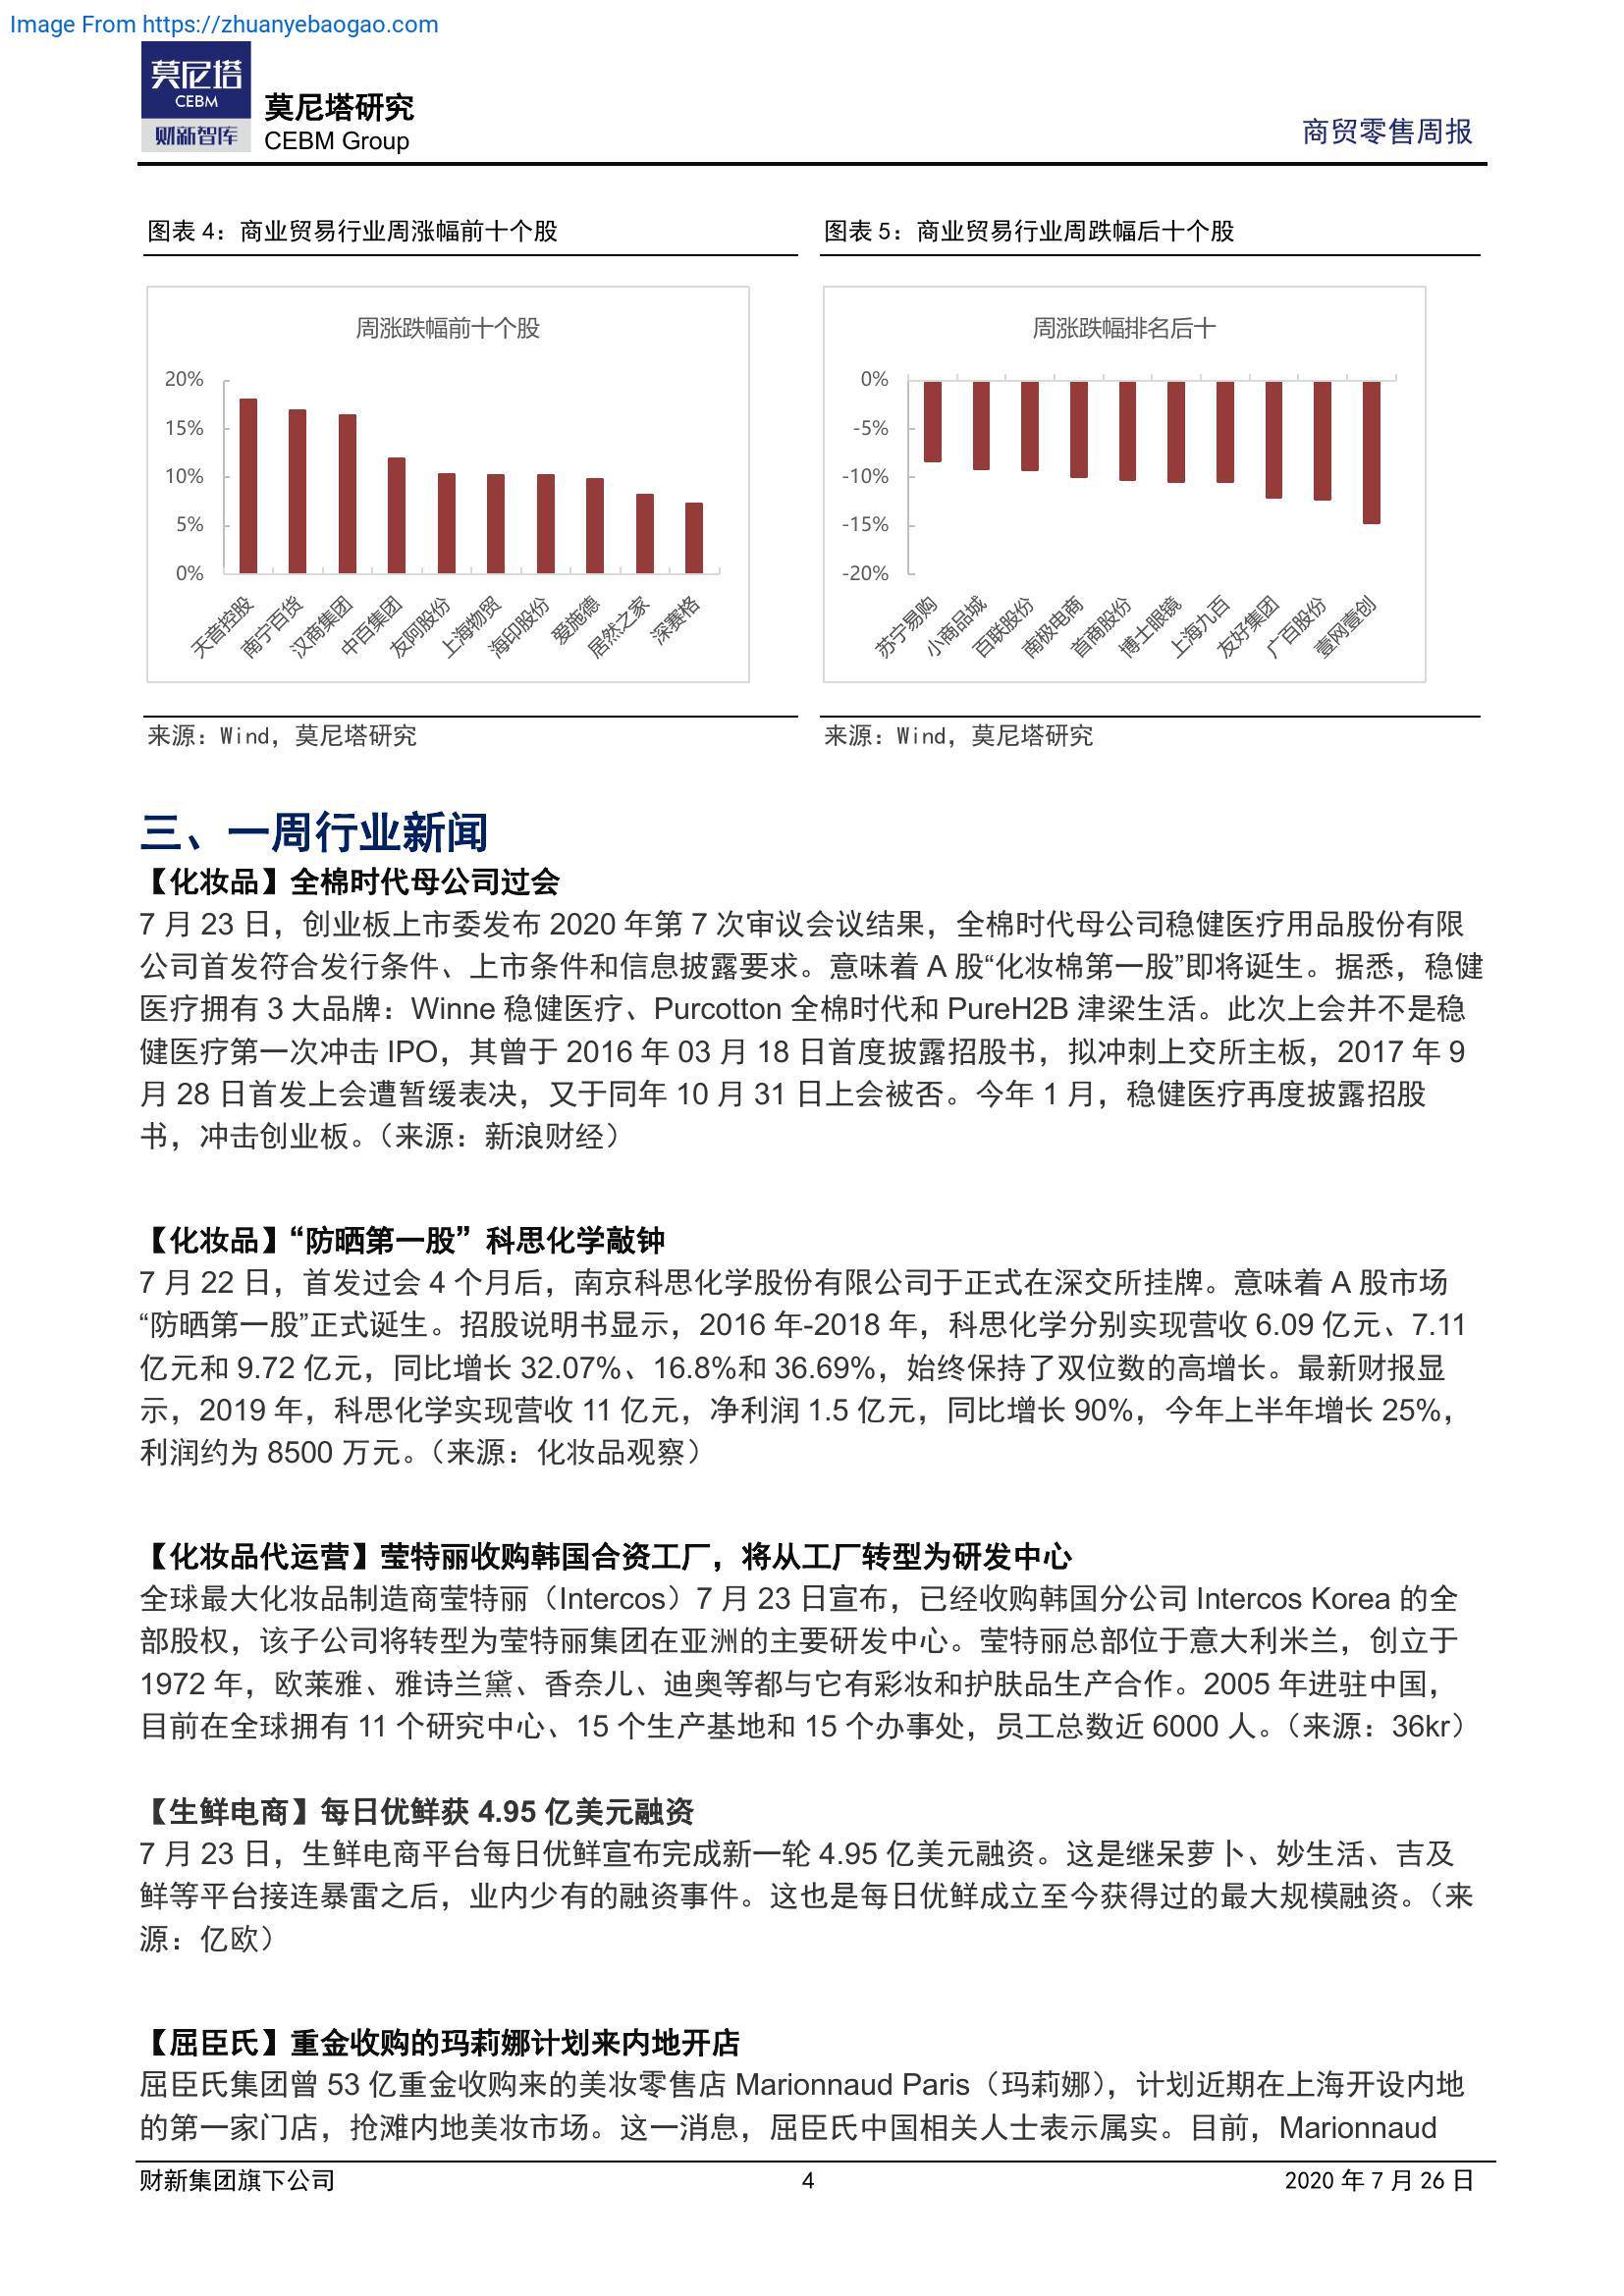 Image From https://zhuanyebaogao.com
莫尼塔
CEBM
财新智库
莫尼塔研究
CEBM Group
商贸零售周报
图表 4：商业贸易行业周涨幅前十个股
周涨跌幅前十个股
20%
15%
10%
5%
0%
天音控股
南宁百货
汉商集团
中百集团
友阿股份
上海物贸
海印股份
爱施德
居然之家
深赛格
来源：Wind，莫尼塔研究
图表 5：商业贸易行业周跌幅后十个股
周涨跌幅排名后十
0%
-5%
-10%
-15%
-20%
苏宁易购
小商品城
百联股份
南极电商
首商股份
博士眼镜
上海九百
友好集团
广百股份
壹网壹创
来源：Wind，莫尼塔研究
三、一周行业新闻
【化妆品】全棉时代母公司过会
7 月 23 日，创业板上市委发布 2020 年第 7 次审议会议结果，全棉时代母公司稳健医疗用品股份有限
公司首发符合发行条件、上市条件和信息披露要求。意味着 A 股“化妆棉第一股”即将诞生。据悉，稳健
医疗拥有 3 大品牌：Winne 稳健医疗、Purcotton 全棉时代和 PureH2B 津梁生活。此次上会并不是稳
健医疗第一次冲击 IPO，其曾于 2016 年 03 月 18 日首度披露招股书，拟冲刺上交所主板，2017 年 9
月 28 日首发上会遭暂缓表决，又于同年 10 月 31 日上会被否。今年 1 月，稳健医疗再度披露招股
书，冲击创业板。（来源：新浪财经）
【化妆品】“防晒第一股”科思化学敲钟
7 月 22 日，首发过会 4 个月后，南京科思化学股份有限公司于正式在深交所挂牌。意味着 A 股市场
“防晒第一股”正式诞生。招股说明书显示，2016 年-2018 年，科思化学分别实现营收 6.09 亿元、7.11
亿元和 9.72 亿元，同比增长 32.07%、16.8%和 36.69%，始终保持了双位数的高增长。最新财报显
示，2019 年，科思化学实现营收 11 亿元，净利润 1.5 亿元，同比增长 90%，今年上半年增长 25%，
利润约为 8500 万元。（来源：化妆品观察）
【化妆品代运营】莹特丽收购韩国合资工厂，将从工厂转型为研发中心
全球最大化妆品制造商莹特丽（Intercos）7 月 23 日宣布，已经收购韩国分公司 Intercos Korea 的全
部股权，该子公司将转型为莹特丽集团在亚洲的主要研发中心。莹特丽总部位于意大利米兰，创立于
1972 年，欧莱雅、雅诗兰黛、香奈儿、迪奥等都与它有彩妆和护肤品生产合作。2005 年进驻中国，
目前在全球拥有 11 个研究中心、15 个生产基地和 15 个办事处，员工总数近 6000 人。（来源：36kr）
【生鲜电商】每日优鲜获 4.95 亿美元融资
7 月 23 日，生鲜电商平台每日优鲜宣布完成新一轮 4.95 亿美元融资。这是继呆萝卜、妙生活、吉及
鲜等平台接连暴雷之后，业内少有的融资事件。这也是每日优鲜成立至今获得过的最大规模融资。（来
源：亿欧）
【屈臣氏】重金收购的玛莉娜计划来内地开店
屈臣氏集团曾 53 亿重金收购来的美妆零售店 Marionnaud Paris（玛莉娜），计划近期在上海开设内地
的第一家门店，抢滩内地美妆市场。这一消息，屈臣氏中国相关人士表示属实。目前，Marionnaud
财新集团旗下公司
4
2020 年 7 月 26 日